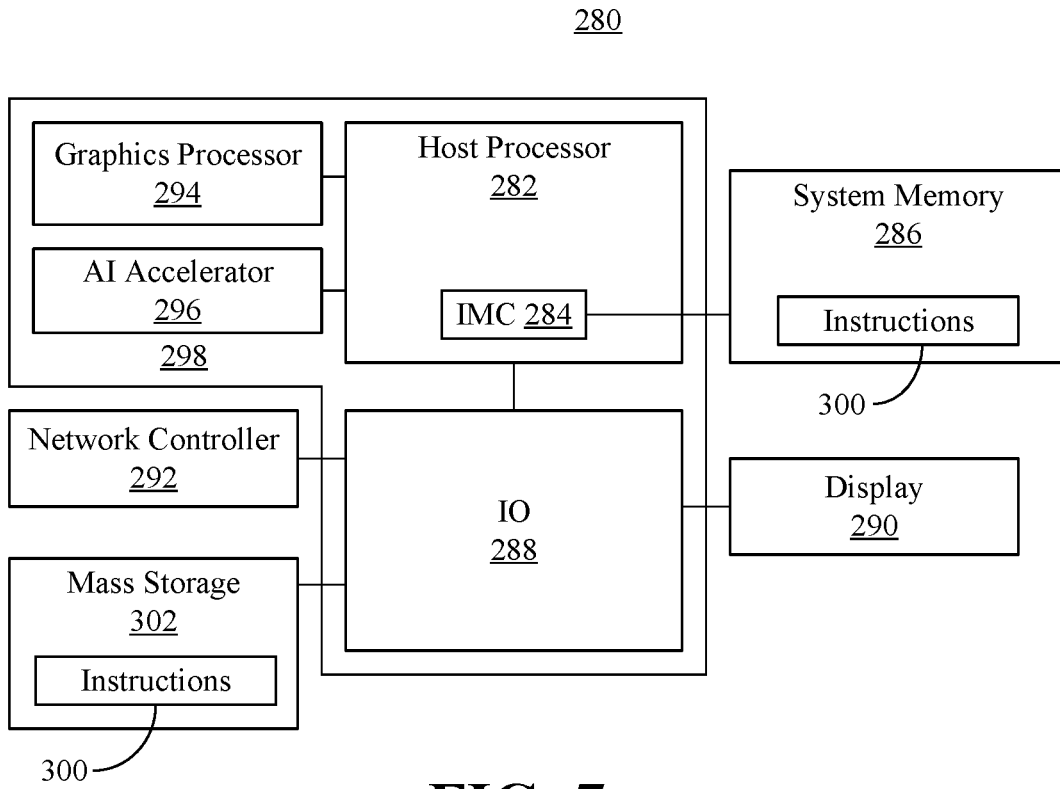 280
Graphics Processor
294
Host Processor
282
System Memory
286
AI Accelerator
296
IMC 284
Instructions
298
300
Network Controller
292
IO
288
Display
290
Mass Storage
302
Instructions
300